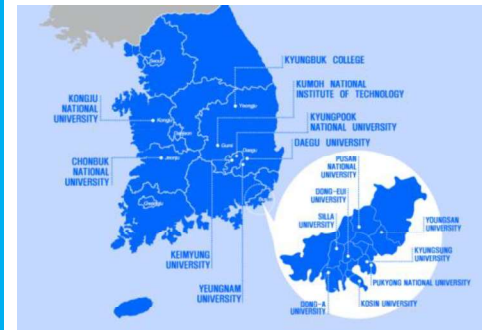 KYUNGBUK COLLEGE
KUMOH NATIONAL
INSTITUTE OF TECHNOLOGY
KYUNGPOOK
NATIONAL UNIVERSITY
DAEGU UNIVERSITY
KONGJU
NATIONAL
UNIVERSITY
CHONBUK
NATIONAL
UNIVERSITY
KEIMYUNG
UNIVERSITY
YEUNGNAM
UNIVERSITY
PUSAN
NATIONAL
UNIVERSITY
DONG-EUI
UNIVERSITY
SILLA
UNIVERSITY
YOUNGSAN
UNIVERSITY
KYUNGSUNG
UNIVERSITY
PUKYONG NATIONAL UNIVERSITY
KOSIN UNIVERSITY
DONG-A
UNIVERSITY